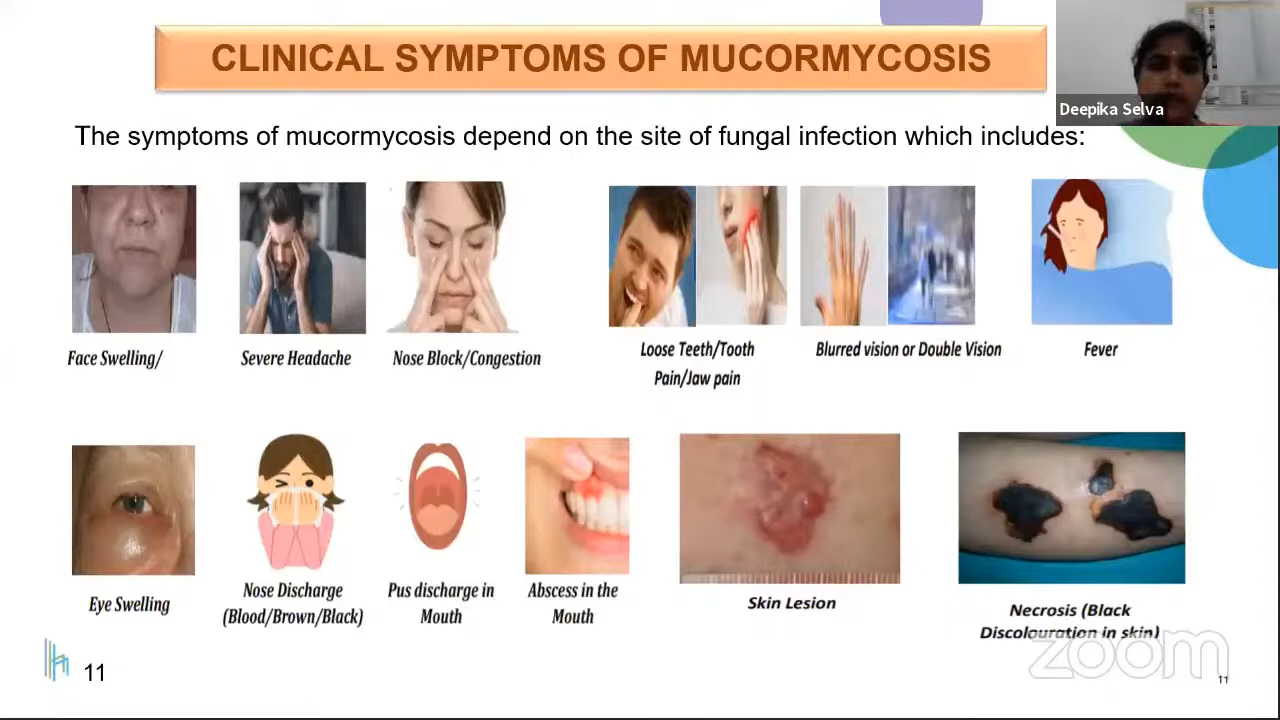 CLINICAL SYMPTOMS OF MUCORMYCOSIS
Deepika Selva
The symptoms of mucormycosis depend on the site of fungal infection which includes:
Face Swelling/
Severe Headache
Nose Block/Congestion
Loose Teeth/Tooth
Pain/Jaw pain
Blurred vision or Double Vision
Fever
Eye Swelling
Nose Discharge
(Blood/Brown/Black)
Pus discharge in
Mouth
Abscess in the
Mouth
Skin Lesion
Necrosis (Black
Discolouration in skin)
zoom
11
11